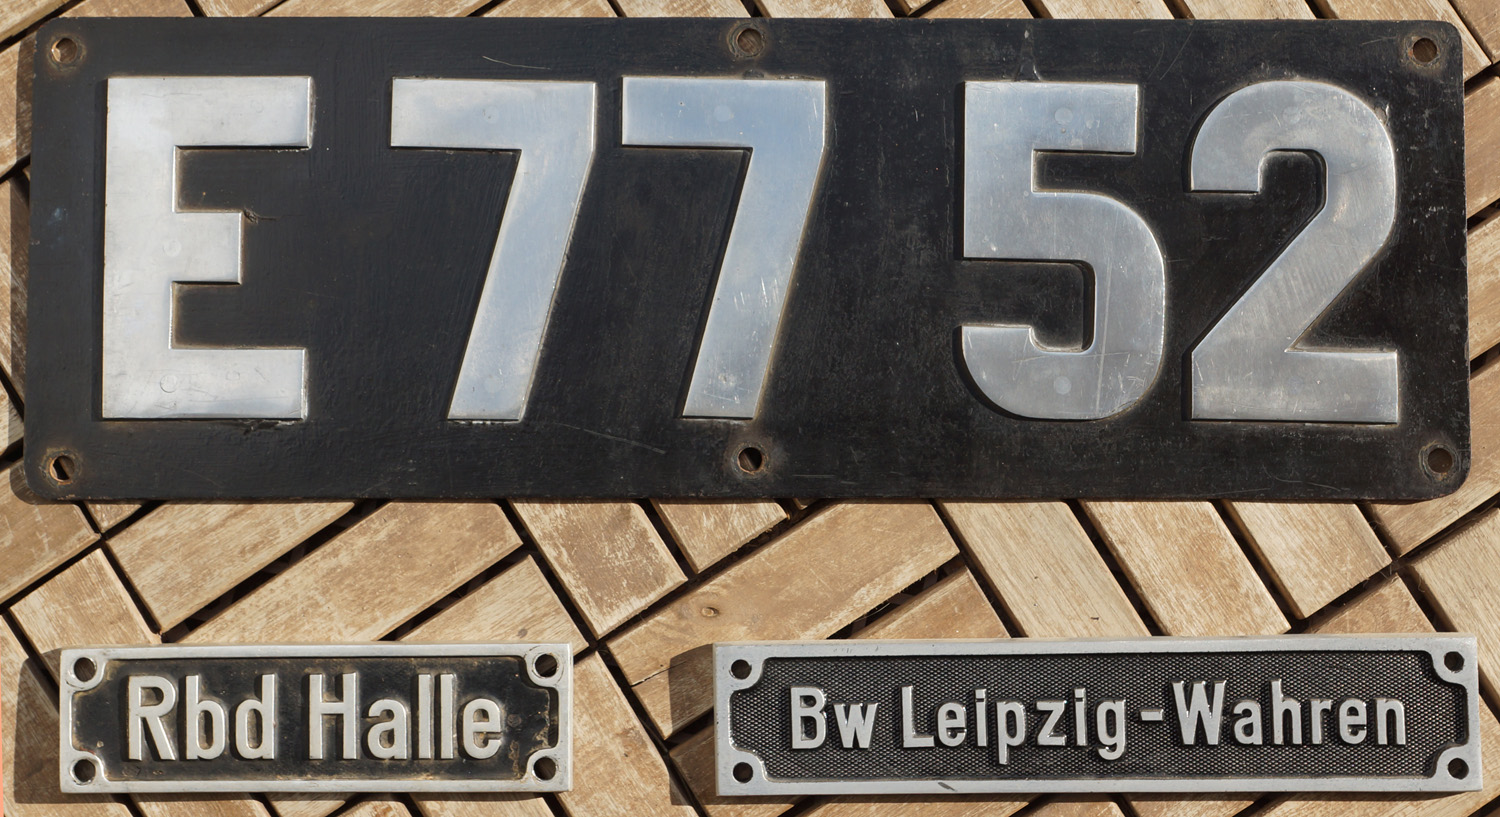 E 77 52
Rbd Halle
Bw Leipzig-Wahren